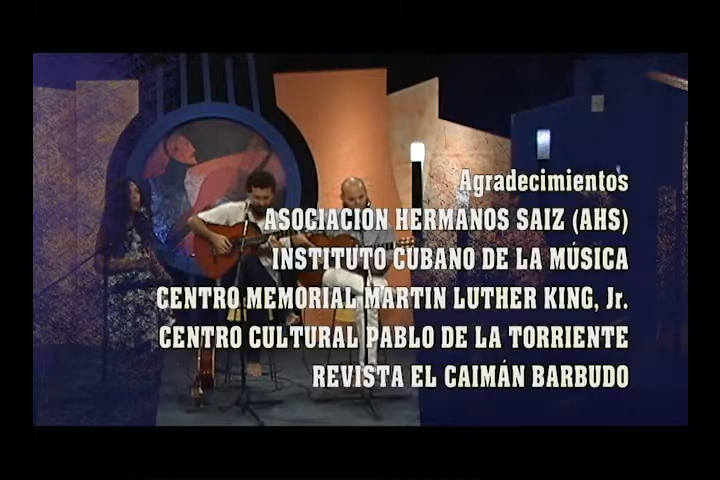 Agradecimientos
ASOCIACIÓN HERMANOS SAIZ (AHS)
INSTITUTO CUBANO DE LA MÚSICA
CENTRO MEMORIAL MARTIN LUTHER KING, Jr.
CENTRO CULTURAL PABLO DE LA TORRIENTE
REVISTA EL CAIMÁN BARBUDO